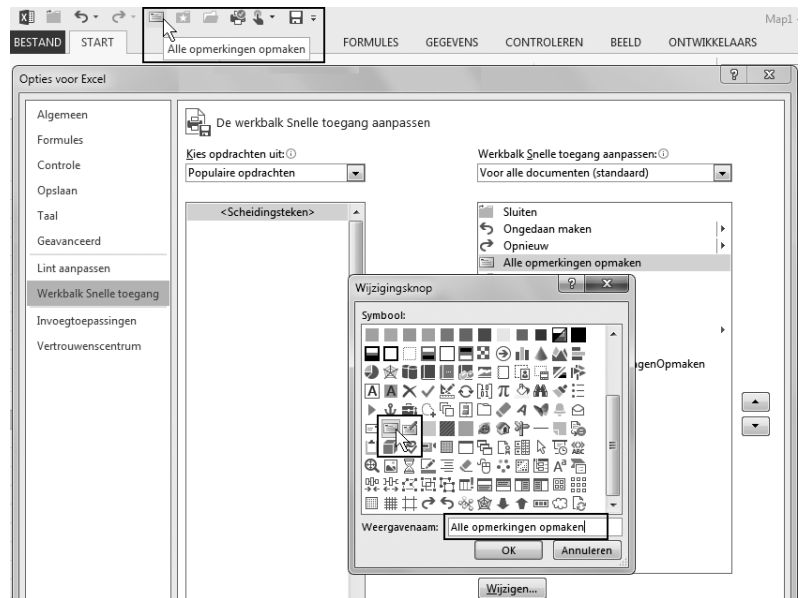 Map1 -
BESTAND START FORMULES GEGEVENS CONTROLEREN BEELD ONTWIKKELAARS
Alle opmerkingen opmaken
Opties voor Excel
Algemeen
Formules
Controle
Opslaan
Taal
Geavanceerd
Lint aanpassen
Werkbalk Snelle toegang
Invoegtoepassingen
Vertrouwenscentrum
De werkbalk Snelle toegang aanpassen
Kies opdrachten uit:
Populaire opdrachten
<Scheidingsteken>
Werkbalk Snelle toegang aanpassen:
Voor alle documenten (standaard)
Sluiten
Ongedaan maken
Opnieuw
Alle opmerkingen opmaken
ngenOpmaken
Wijzigingsknop
Symbool:
Weergavenaam: Alle opmerkingen opmaken
OK Annuleren
Wijzigen...